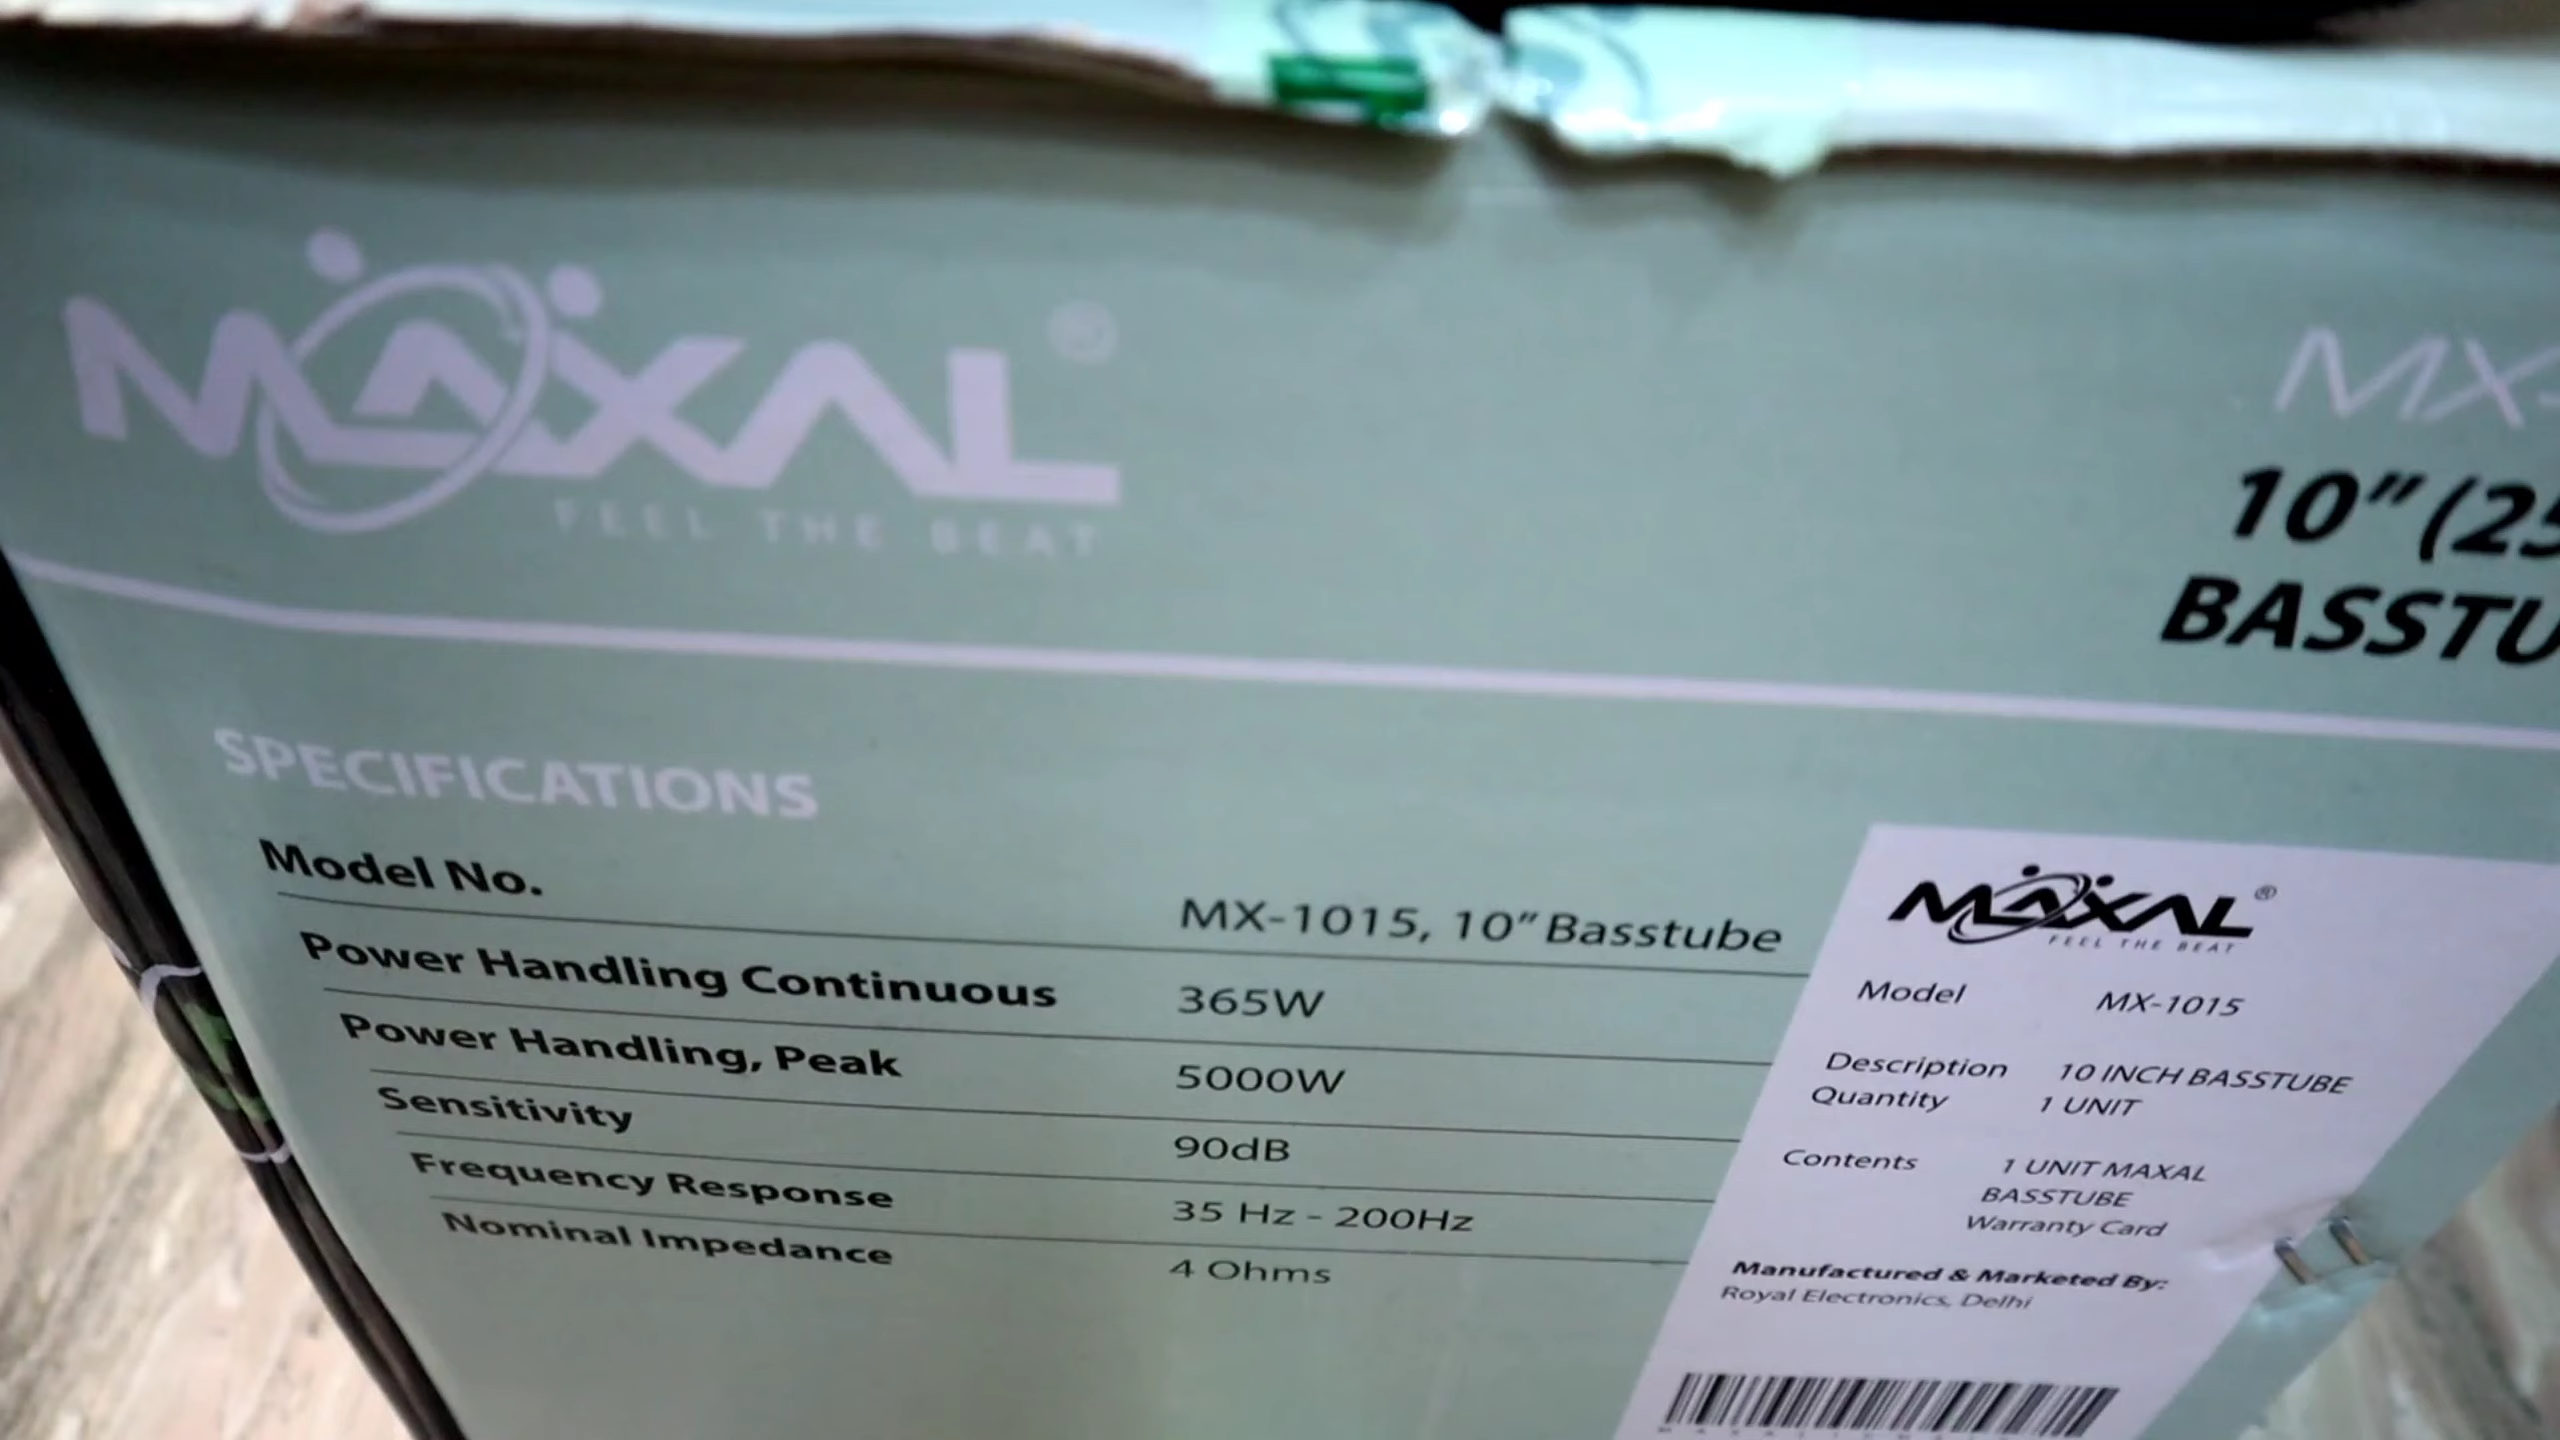 MAXAL®
FEEL THE BEAT
MX-
10" (25
BASSTU
SPECIFICATIONS
Model No. MX-1015, 10" Basstube
Power Handling Continuous 365W
Power Handling, Peak 5000W
Sensitivity 90dB
Frequency Response 35 Hz - 200Hz
Nominal Impedance 4 Ohms
MAXAL®
FEEL THE BEAT
Model MX-1015
Description 10 INCH BASSTUBE
Quantity 1 UNIT
Contents 1 UNIT MAXAL
BASSTUBE
Warranty Card
Manufactured & Marketed By:
Royal Electronics, Delhi